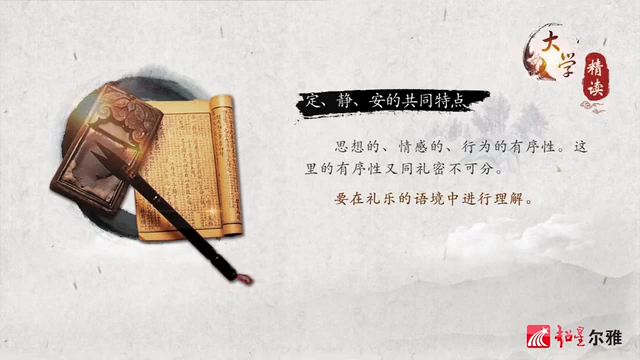 大学
精读
定、静、安的共同特点
思想的、情感的、行为的有序性。这
里的有序性又同礼密不可分。
要在礼乐的语境中进行理解。
超星尔雅